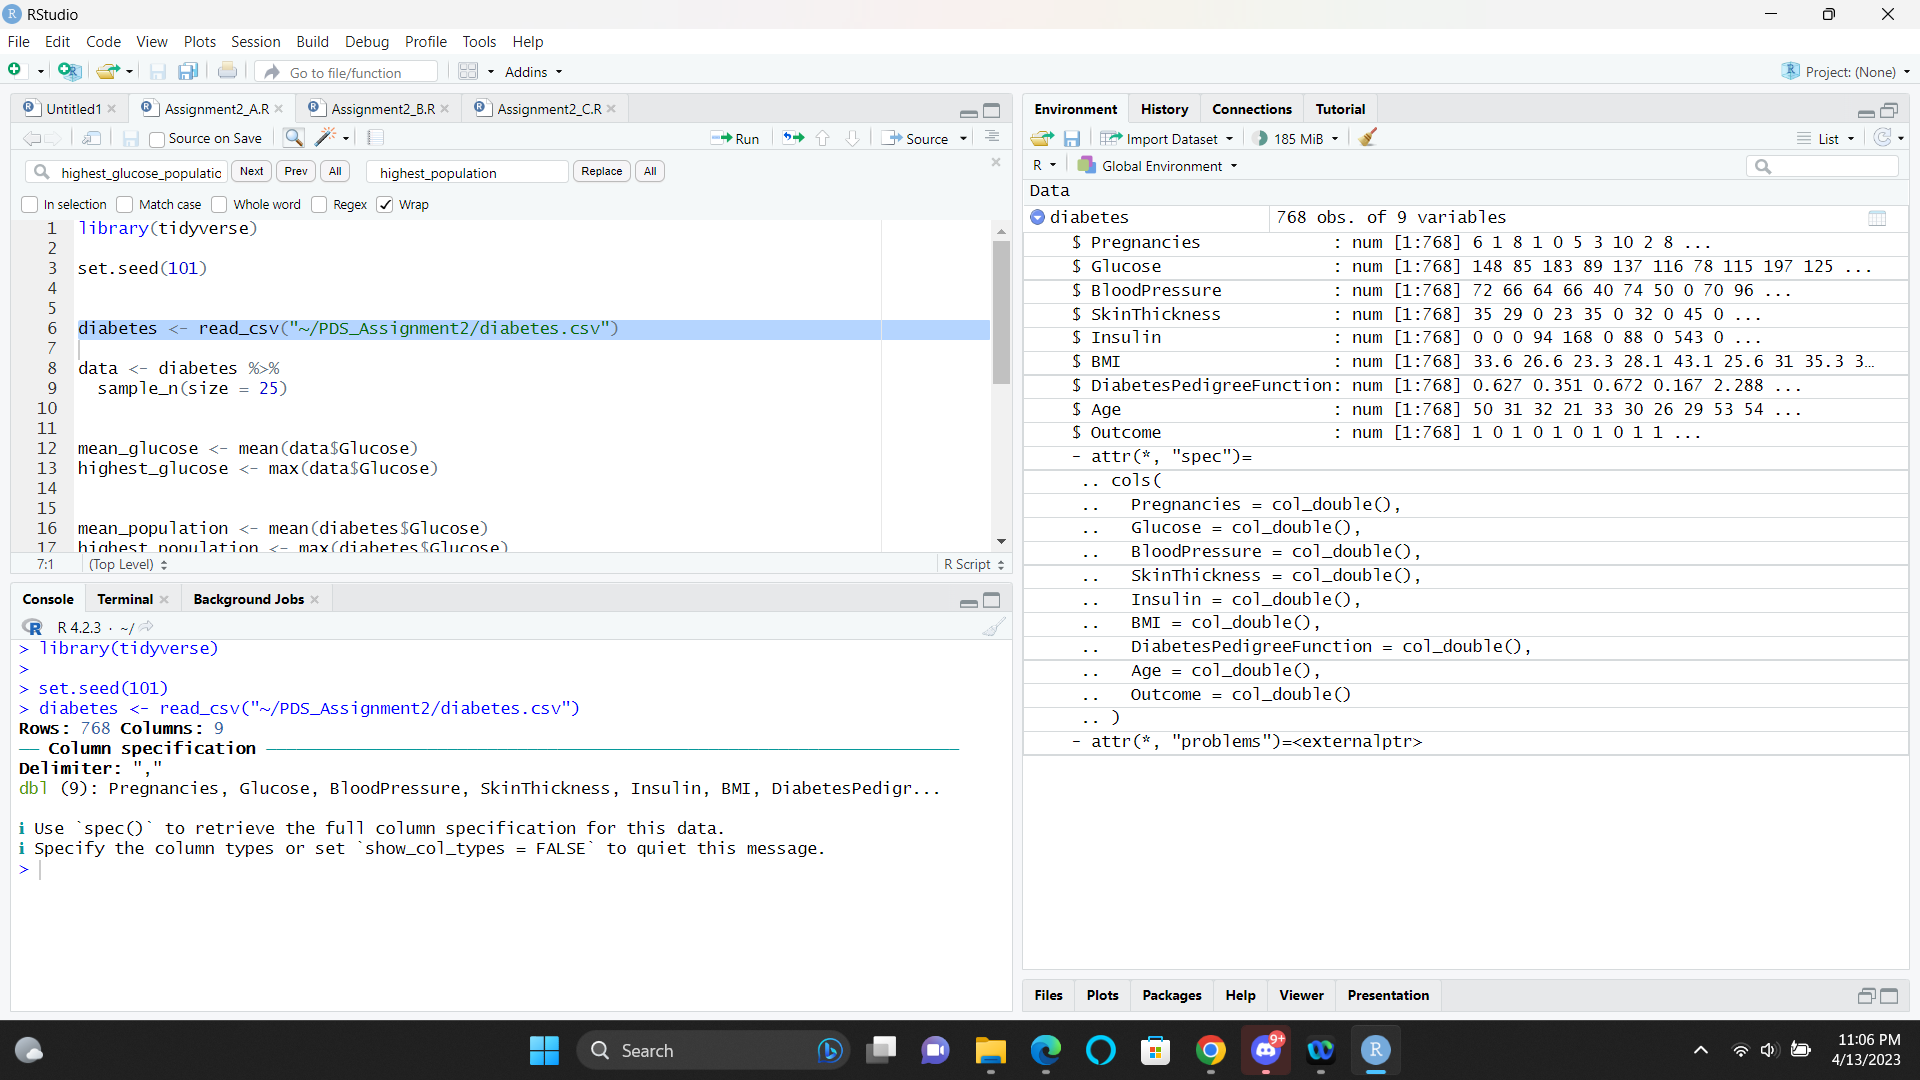 RStudio
File Edit Code View Plots Session Build Debug Profile Tools Help
Go to file/function Addins Project: (None)
Untitled1 Assignment2_A.R Assignment2_B.R Assignment2_C.R
Source on Save Run Source
highest_glucose_populatio Next Prev All highest_population Replace All
In selection Match case Whole word Regex Wrap
1 library(tidyverse)
2
3 set.seed(101)
4
5
6 diabetes <- read_csv("~/PDS_Assignment2/diabetes.csv")
7
8 data <- diabetes %>%
9 sample_n(size = 25)
10
11
12 mean_glucose <- mean(data$Glucose)
13 highest_glucose <- max(data$Glucose)
14
15
16 mean_population <- mean(diabetes$Glucose)
17 highest_population <- max(diabetes$Glucose)
7:1 (Top Level) R Script
Console Terminal Background Jobs
R R 4.2.3 · ~/
> library(tidyverse)
>
> set.seed(101)
> diabetes <- read_csv("~/PDS_Assignment2/diabetes.csv")
Rows: 768 Columns: 9
── Column specification ──────────────────────────────
Delimiter: ","
dbl (9): Pregnancies, Glucose, BloodPressure, SkinThickness, Insulin, BMI, DiabetesPedigr...
ℹ Use `spec()` to retrieve the full column specification for this data.
ℹ Specify the column types or set `show_col_types = FALSE` to quiet this message.
>
Environment History Connections Tutorial
Import Dataset 185 MiB List
R Global Environment
Data
diabetes 768 obs. of 9 variables
$ Pregnancies : num [1:768] 6 1 8 1 0 5 3 10 2 8 ...
$ Glucose : num [1:768] 148 85 183 89 137 116 78 115 197 125 ...
$ BloodPressure : num [1:768] 72 66 64 66 40 74 50 0 70 96 ...
$ SkinThickness : num [1:768] 35 29 0 23 35 0 32 0 45 0 ...
$ Insulin : num [1:768] 0 0 0 94 168 0 88 0 543 0 ...
$ BMI : num [1:768] 33.6 26.6 23.3 28.1 43.1 25.6 31 35.3 3...
$ DiabetesPedigreeFunction: num [1:768] 0.627 0.351 0.672 0.167 2.288 ...
$ Age : num [1:768] 50 31 32 21 33 30 26 29 53 54 ...
$ Outcome : num [1:768] 1 0 1 0 1 0 1 0 1 1 ...
- attr(*, "spec")=
.. cols(
.. Pregnancies = col_double(),
.. Glucose = col_double(),
.. BloodPressure = col_double(),
.. SkinThickness = col_double(),
.. Insulin = col_double(),
.. BMI = col_double(),
.. DiabetesPedigreeFunction = col_double(),
.. Age = col_double(),
.. Outcome = col_double()
.. )
- attr(*, "problems")=<externalptr>
Files Plots Packages Help Viewer Presentation
Search 9+ R
11:06 PM
4/13/2023